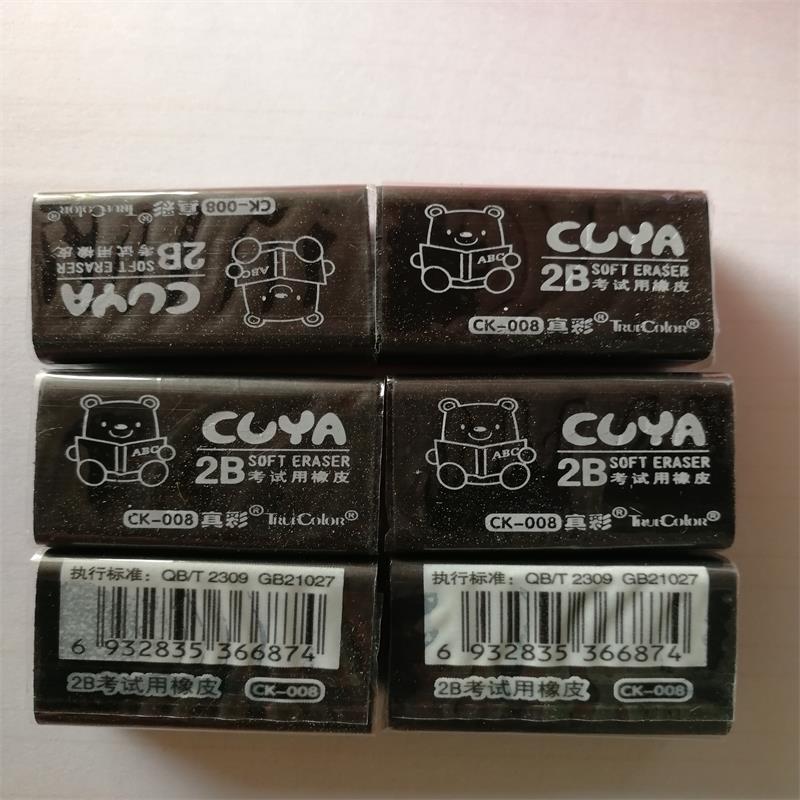 CK-008 真彩® TrueColor®
2B SOFT ERASER
考试用橡皮
CUYA
ABC
CUYA
ABC
2B SOFT ERASER
考试用橡皮
CK-008 真彩® TrueColor®
CUYA
ABC
2B SOFT ERASER
考试用橡皮
CK-008 真彩® TrueColor®
CUYA
ABC
2B SOFT ERASER
考试用橡皮
CK-008 真彩® TrueColor®
执行标准：QB/T 2309 GB21027
6 932835 366874
2B考试用橡皮 CK-008
执行标准：QB/T 2309 GB21027
6 932835 366874
2B考试用橡皮 CK-008